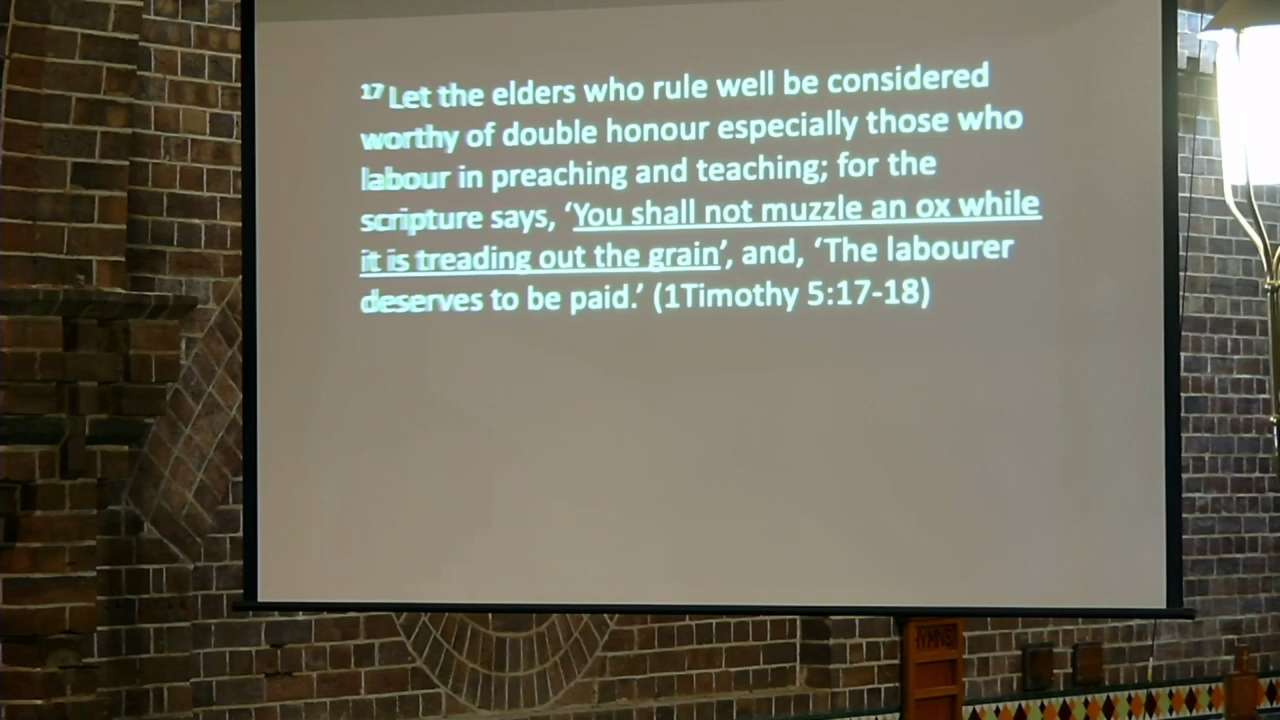 17 Let the elders who rule well be considered
worthy of double honour especially those who
labour in preaching and teaching; for the
scripture says, ‘You shall not muzzle an ox while
it is treading out the grain’, and, ‘The labourer
deserves to be paid.’ (1Timothy 5:17-18)
HYMNS